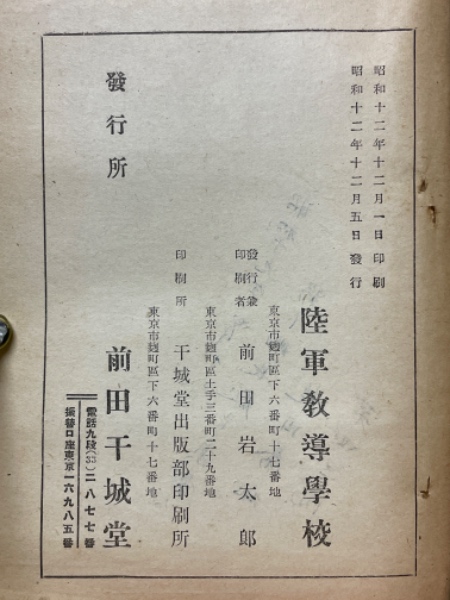 昭和十二年十二月一日印刷
昭和十二年十二月五日發行
陸軍敎導學校
東京市麹町區下六番町十七番地
發行兼
印刷者
前田岩太郎
東京市麹町區土手三番町二十九番地
印刷所
干城堂出版部印刷所
東京市麹町區下六番町十七番地
發行所
前田干城堂
電話九段(33)二八七七番
振替口座東京一六九八五番